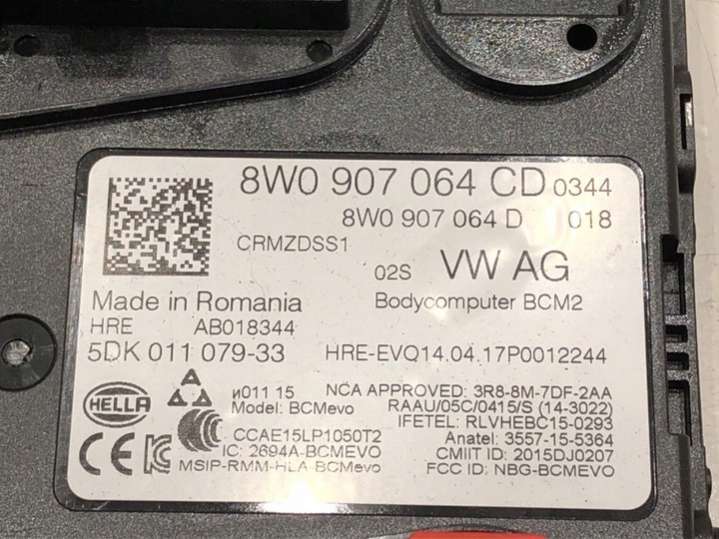 8W0 907 064 CD 0344
8W0 907 064 D 018
CRMZDSS1
02S VW AG
Made in Romania Bodycomputer BCM2
HRE AB018344
5DK 011 079-33 HRE-EVO14.04.17P0012244
HELLA
и011 15
Model: BCMevo
CCAE15LP1050T2
IC: 2694A-BCMEVO
MSIP-RMM-HLA-BCMevo
NCA APPROVED: 3R8-8M-7DF-2AA
RAAU/05C/0415/S (14-3022)
IFETEL: RLVHEBC15-0293
Anatel: 3557-15-5364
CMIIT ID: 2015DJ0207
FCC ID: NBG-BCMEVO
CE